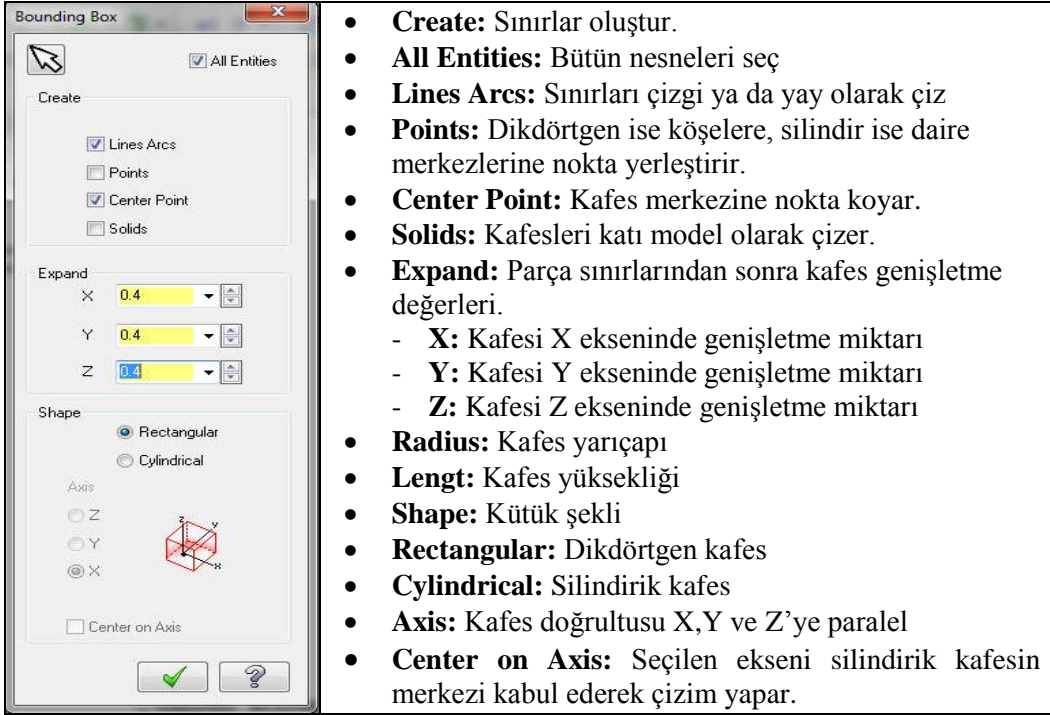 Bounding Box
All Entities
Create
Lines Arcs
Points
Center Point
Solids
Expand
X 0.4
Y 0.4
Z 0.4
Shape
Rectangular
Cylindrical
Axis
Z
Y
X
z
y
x
Center on Axis
• Create: Sınırlar oluştur.
• All Entities: Bütün nesneleri seç
• Lines Arcs: Sınırları çizgi ya da yay olarak çiz
• Points: Dikdörtgen ise köşelere, silindir ise daire
merkezlerine nokta yerleştirir.
• Center Point: Kafes merkezine nokta koyar.
• Solids: Kafesleri katı model olarak çizer.
• Expand: Parça sınırlarından sonra kafes genişletme
değerleri.
- X: Kafesi X ekseninde genişletme miktarı
- Y: Kafesi Y ekseninde genişletme miktarı
- Z: Kafesi Z ekseninde genişletme miktarı
• Radius: Kafes yarıçapı
• Lengt: Kafes yüksekliği
• Shape: Kütük şekli
• Rectangular: Dikdörtgen kafes
• Cylindrical: Silindirik kafes
• Axis: Kafes doğrultusu X,Y ve Z’ye paralel
• Center on Axis: Seçilen ekseni silindirik kafesin
merkezi kabul ederek çizim yapar.